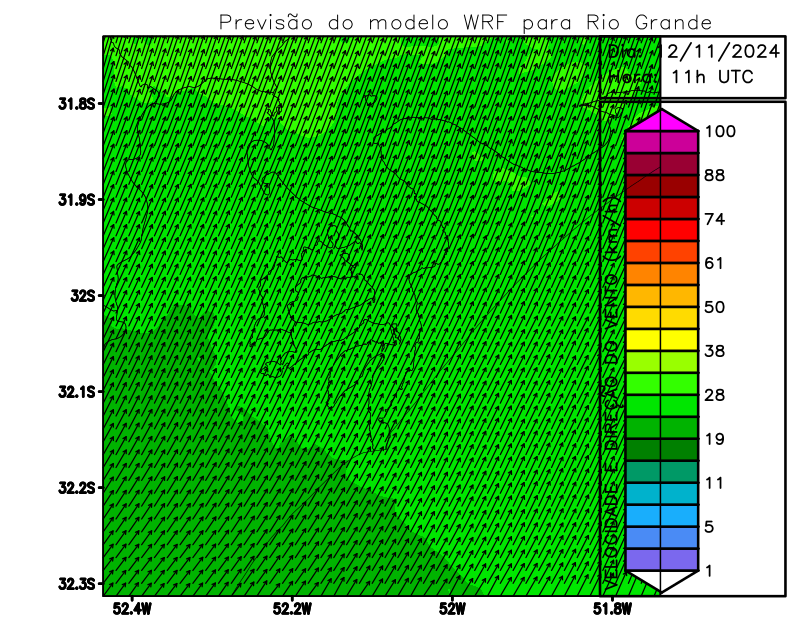 Previsão do modelo WRF para Rio Grande
Dia: 12/11/2024
Hora: 11h UTC
31.8S
31.9S
32S
32.1S
32.2S
32.3S
52.4W
52.2W
52W
51.8W
VELOCIDADE E DIREÇÃO DO VENTO (km/h)
100
88
74
61
50
38
28
19
11
5
1